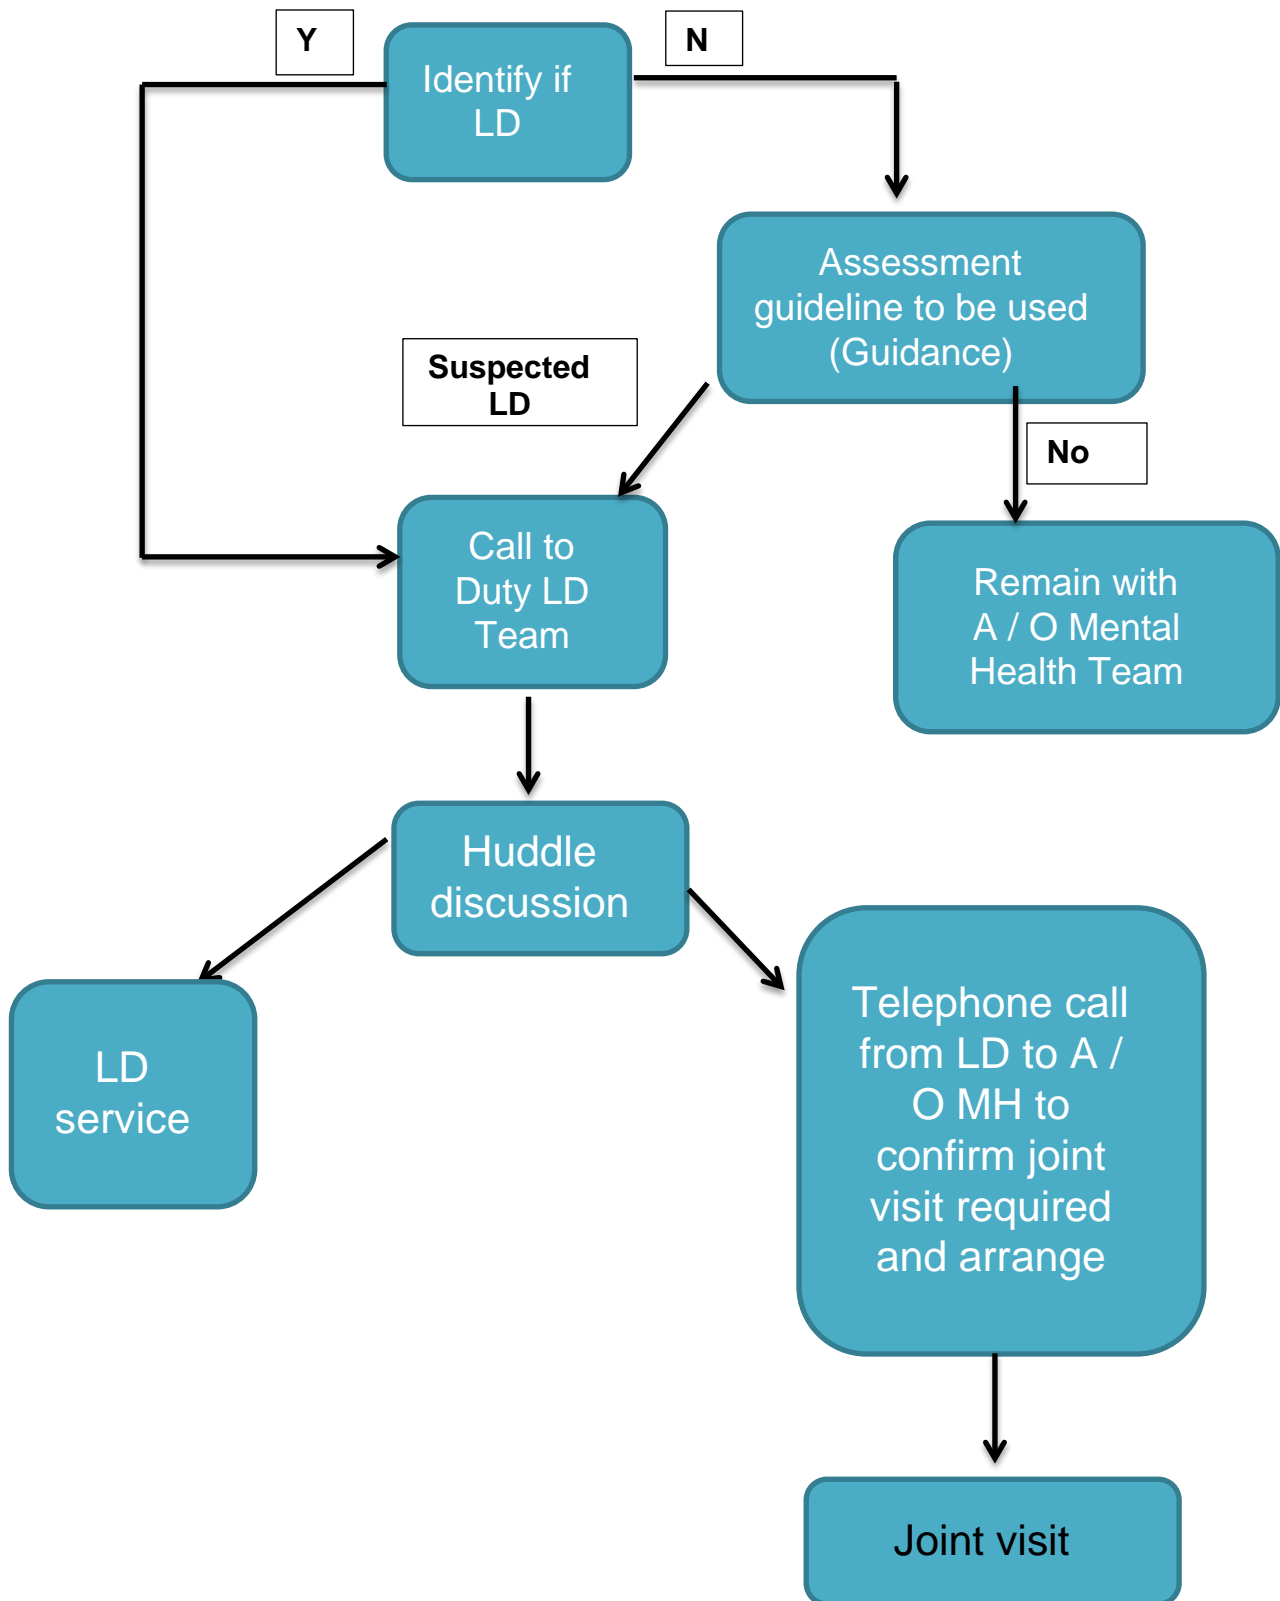 Y
N
Identify if
LD
Assessment
guideline to be used
(Guidance)
Suspected
LD
No
Call to
Duty LD
Team
Remain with
A / O Mental
Health Team
Huddle
discussion
LD
service
Telephone call
from LD to A /
O MH to
confirm joint
visit required
and arrange
Joint visit